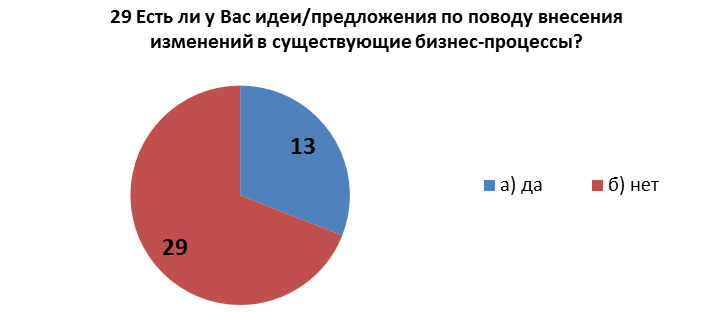 29 Есть ли у Вас идеи/предложения по поводу внесения
изменений в существующие бизнес-процессы?
13
29
а) да
б) нет